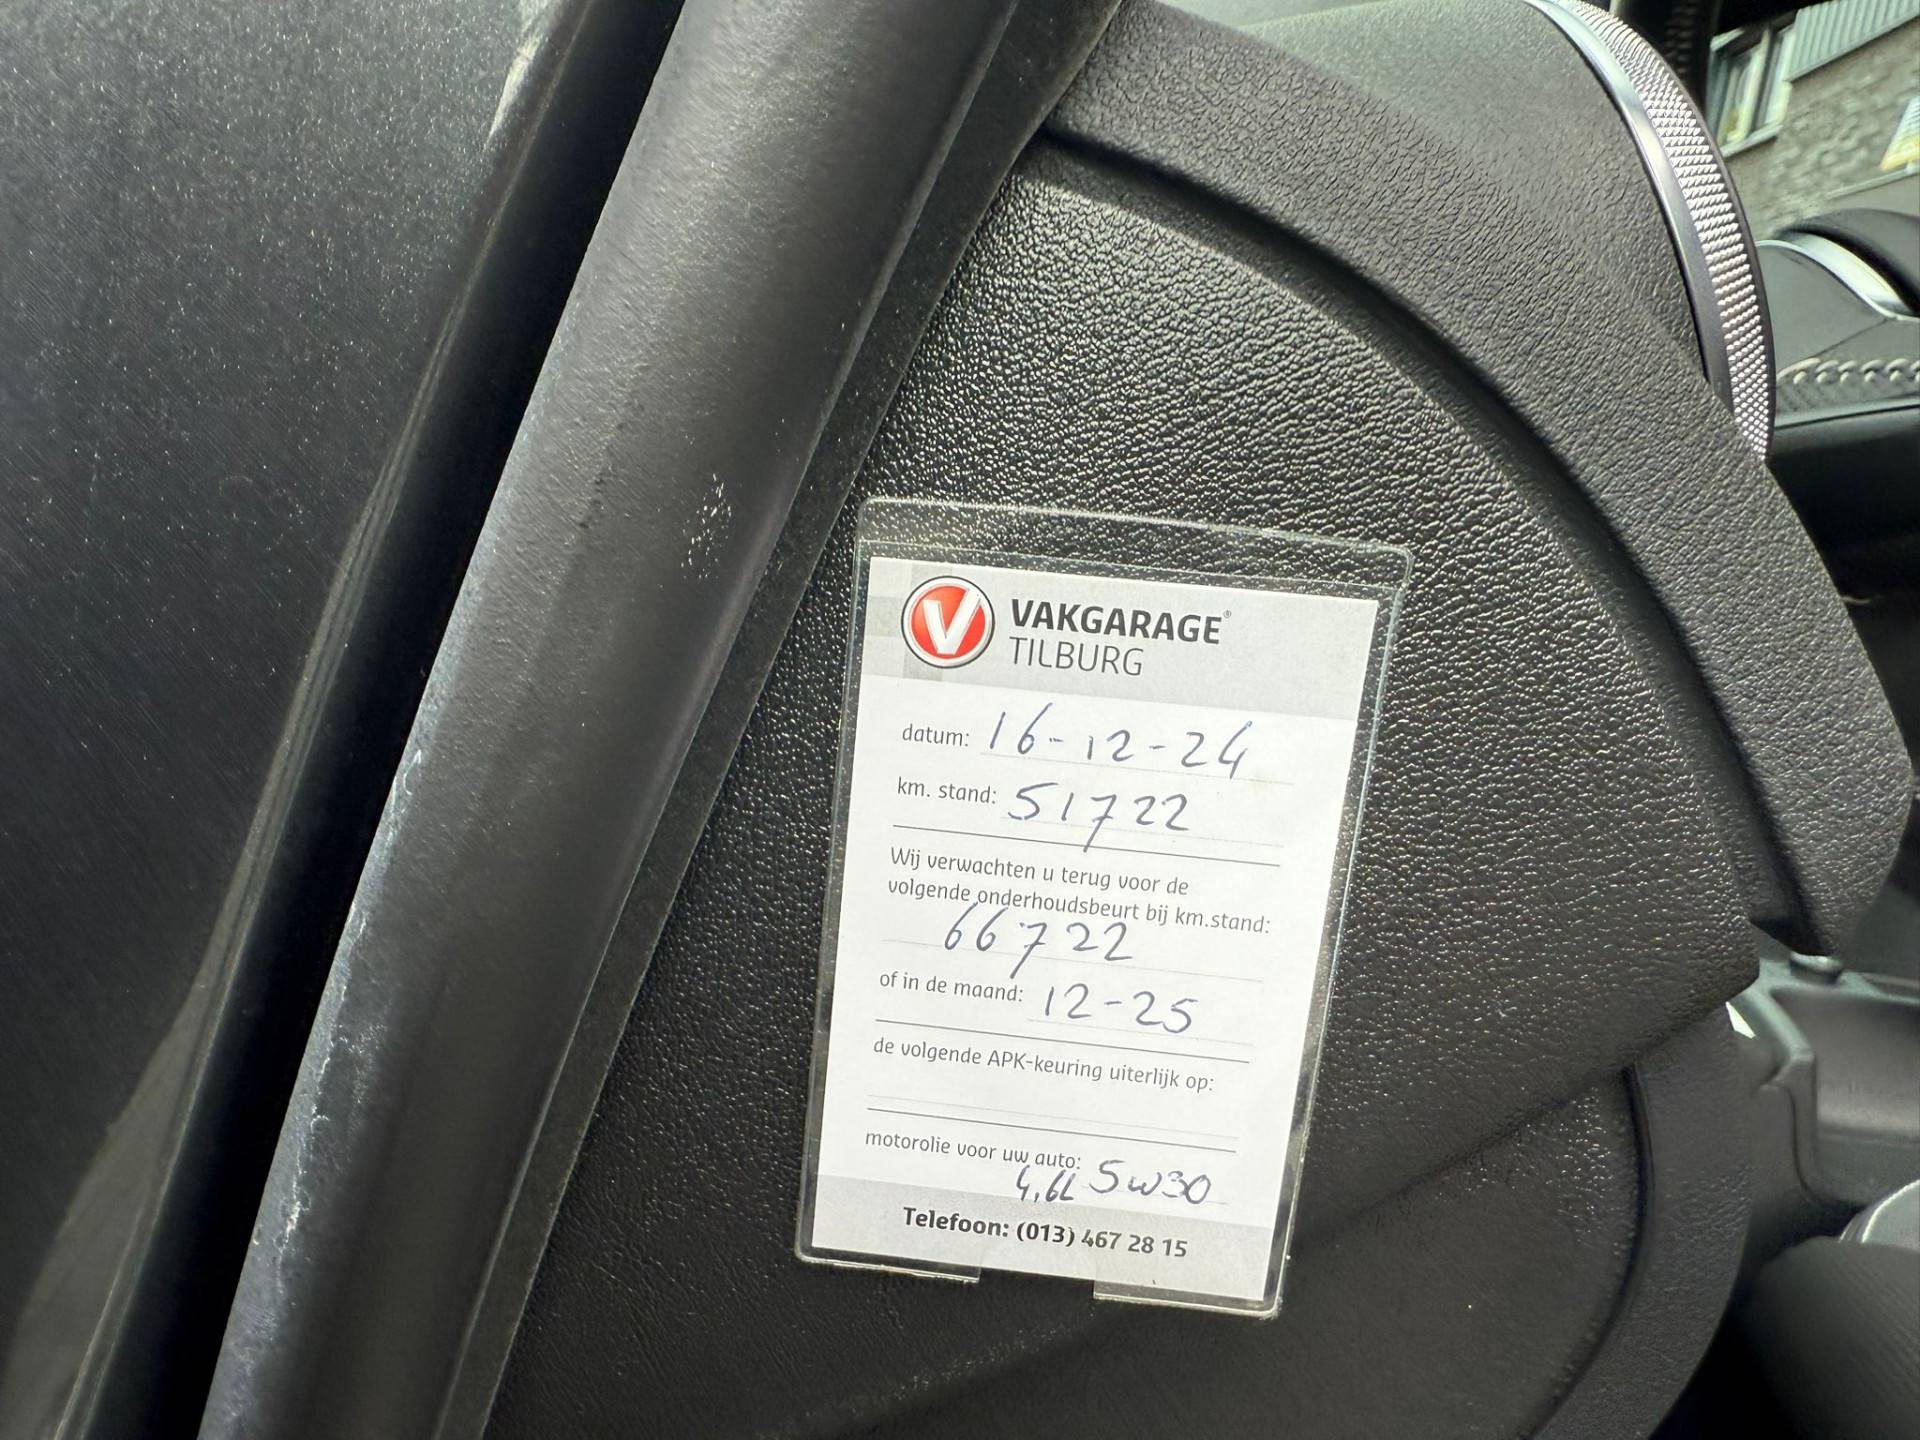 VAKGARAGE®
TILBURG
datum: 16-12-24
km. stand: 51722
Wij verwachten u terug voor de
volgende onderhoudsbeurt bij km.stand:
66722
of in de maand: 12-25
de volgende APK-keuring uiterlijk op:
motorolie voor uw auto: 5w30
4,6L
Telefoon: (013) 467 28 15